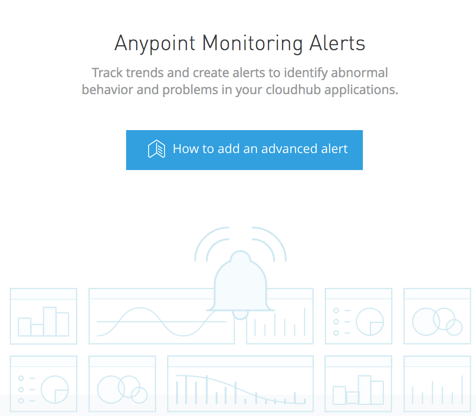 Anypoint Monitoring Alerts
Track trends and create alerts to identify abnormal
behavior and problems in your cloudhub applications.
How to add an advanced alert